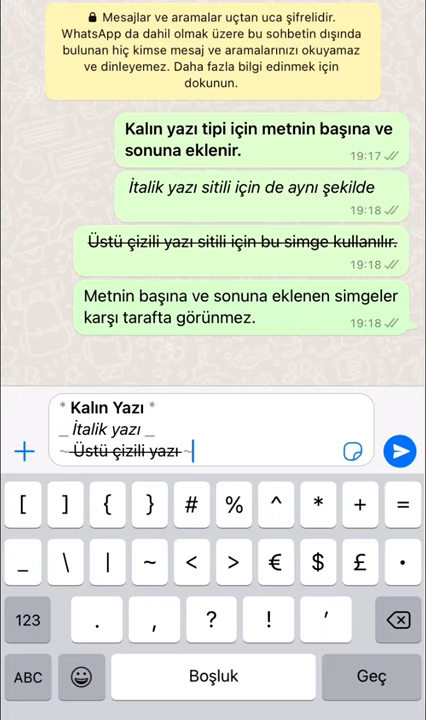 🔒 Mesajlar ve aramalar uçtan uca şifrelidir.
WhatsApp da dahil olmak üzere bu sohbetin dışında
bulunan hiç kimse mesaj ve aramalarınızı okuyamaz
ve dinleyemez. Daha fazla bilgi edinmek için
dokunun.
Kalın yazı tipi için metnin başına ve
sonuna eklenir.
19:17
İtalik yazı sitili için de aynı şekilde
19:18
Üstü çizili yazı sitili için bu simge kullanılır.
19:18
Metnin başına ve sonuna eklenen simgeler
karşı tarafta görünmez.
19:18
* Kalın Yazı *
_ İtalik yazı _
~ Üstü çizili yazı ~
[ ] { } # % ^ * + =
_ \ | ~ < > € $ £ •
123 . , ? ! ’
ABC Boşluk Geç